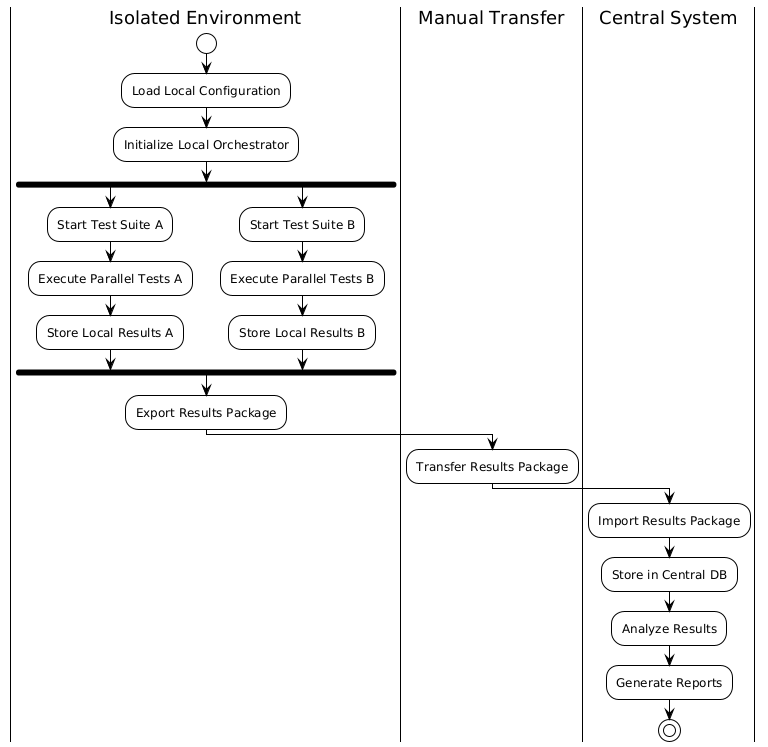 Isolated Environment
Manual Transfer
Central System
Load Local Configuration
Initialize Local Orchestrator
Start Test Suite A
Start Test Suite B
Execute Parallel Tests A
Execute Parallel Tests B
Store Local Results A
Store Local Results B
Export Results Package
Transfer Results Package
Import Results Package
Store in Central DB
Analyze Results
Generate Reports